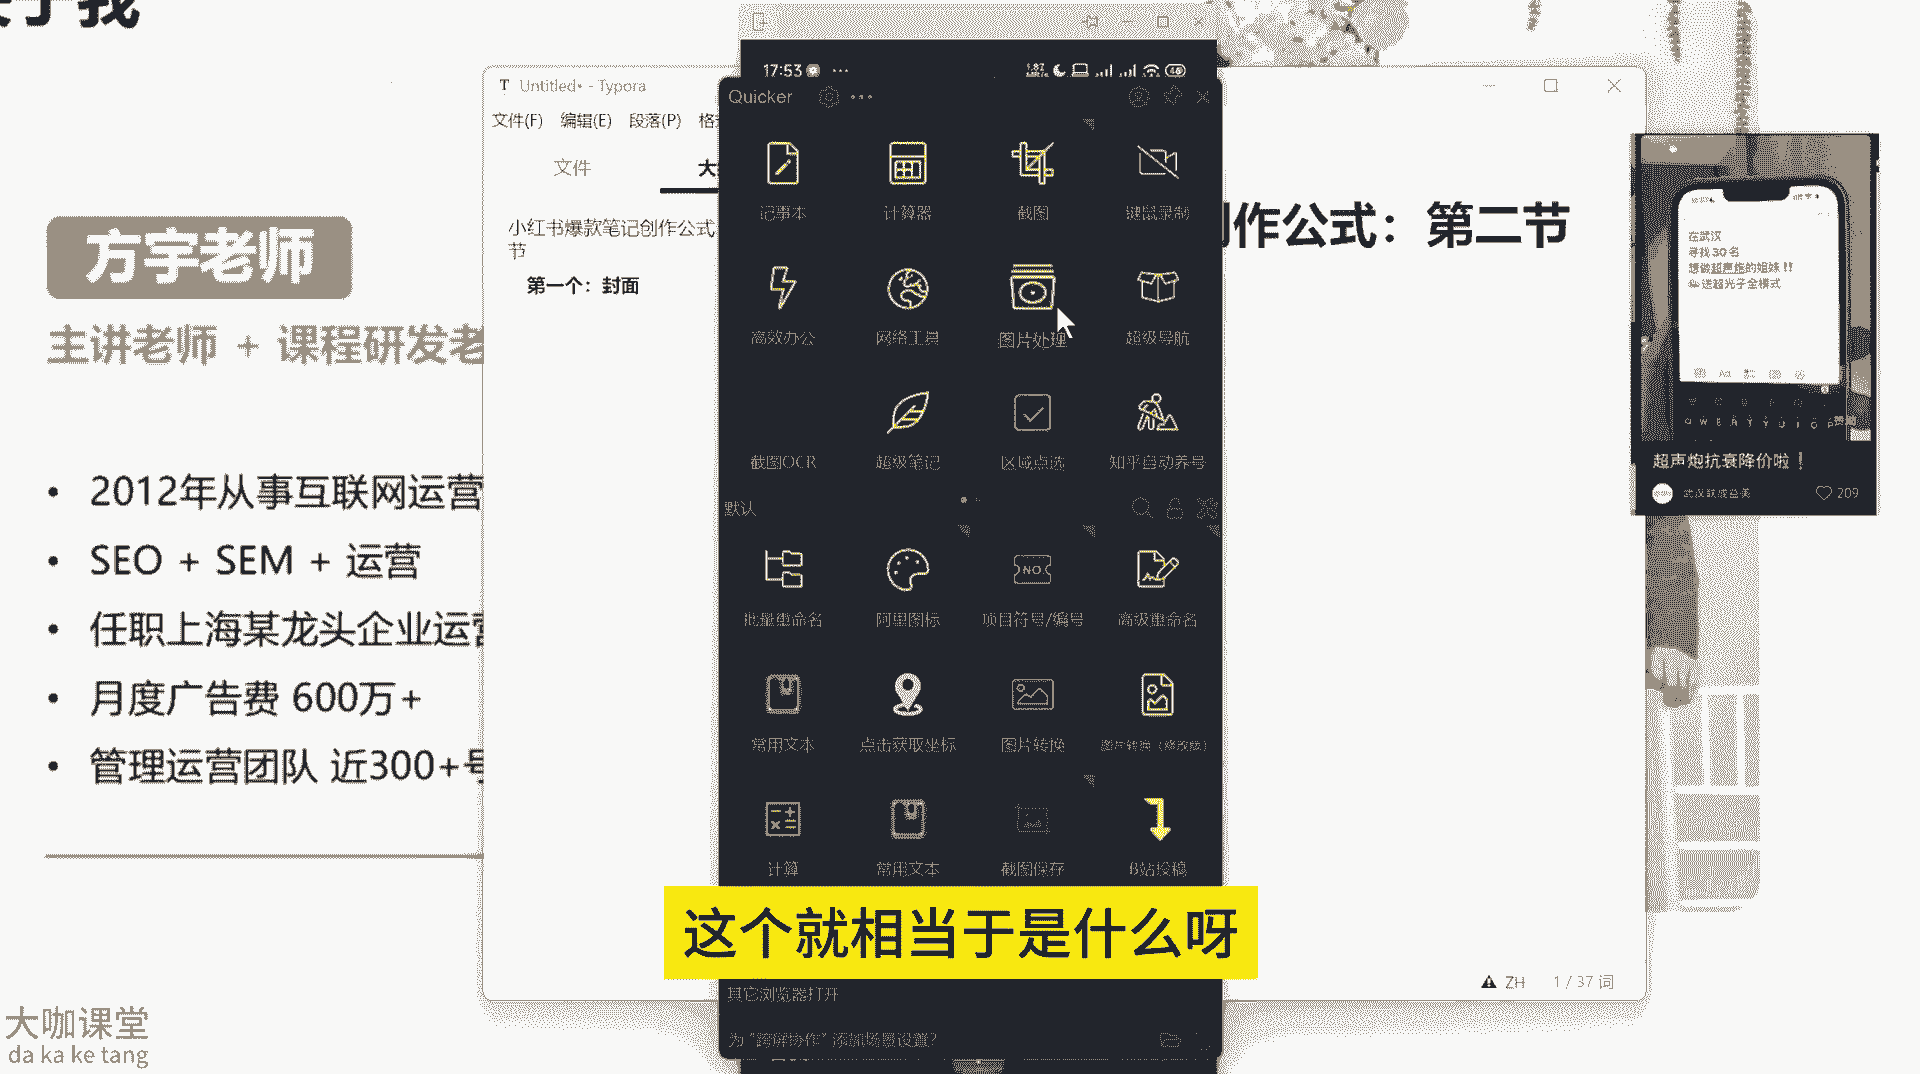 关于我
方宇老师
主讲老师 + 课程研发老
2012年从事互联网运营
SEO + SEM + 运营
任职上海某龙头企业运营
月度广告费 600万+
管理运营团队 近300+号
大咖课堂
da ka ke tang
Untitled• - Typora
文件(F) 编辑(E) 段落(P) 格式
文件
大纲
小红书爆款笔记创作公式
节
第一个：封面
创作公式：第二节
ZH 1 / 37 词
17:53
Quicker
记事本 计算器 截图 键鼠录制
高效办公 网络工具 图片处理 超级导航
截图OCR 超级笔记 区域点选 知乎自动养号
默认
批量重命名 阿里图标 项目符号/编号 高级重命名
常用文本 点击获取坐标 图片转换 图片转换（修改版）
计算 常用文本 截图保存 B站投稿
这个就相当于是什么呀
其它浏览器打开
为“跨屏协作”添加场景设置?
在武汉
寻找30名
想做超声炮的姐妹!!
送超光子全模式
超声炮抗衰降价啦！
209